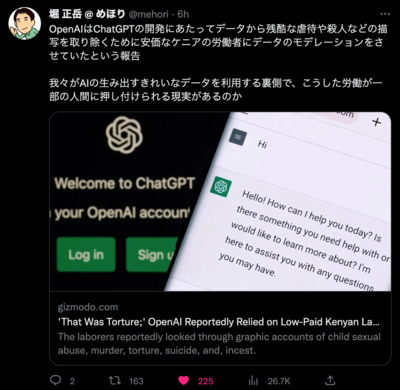 堀 正岳 @ めほり @mehori · 6h
OpenAIはChatGPTの開発にあたってデータから残酷な虐待や殺人などの描
写を取り除くために安価なケニアの労働者にデータのモデレーションをさ
せていたという報告
我々がAIの生み出すきれいなデータを利用する裏側で、こうした労働が一
部の人間に押し付けられる現実があるのか
Welcome to ChatGPT
your OpenAI account
Log in
Sign u
.com
SE
Hi
Hello! How can I help you today? Is
there something you need help with or
would like to learn more about? I'm
here to assist you with any questions
you may have.
gizmodo.com
'That Was Torture;' OpenAI Reportedly Relied on Low-Paid Kenyan La...
The laborers reportedly looked through graphic accounts of child sexual
abuse, murder, torture, suicide, and, incest.
2
163
225
26.7K